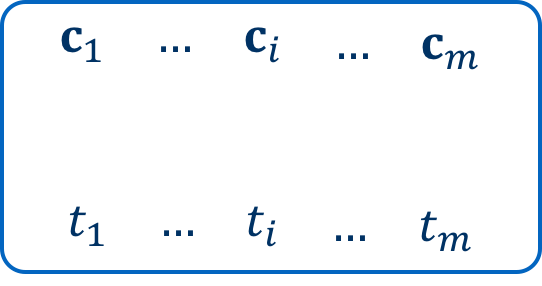 𝐜₁ ... 𝐜ᵢ ... 𝐜ₘ
𝑡₁ ... 𝑡ᵢ ... 𝑡ₘ